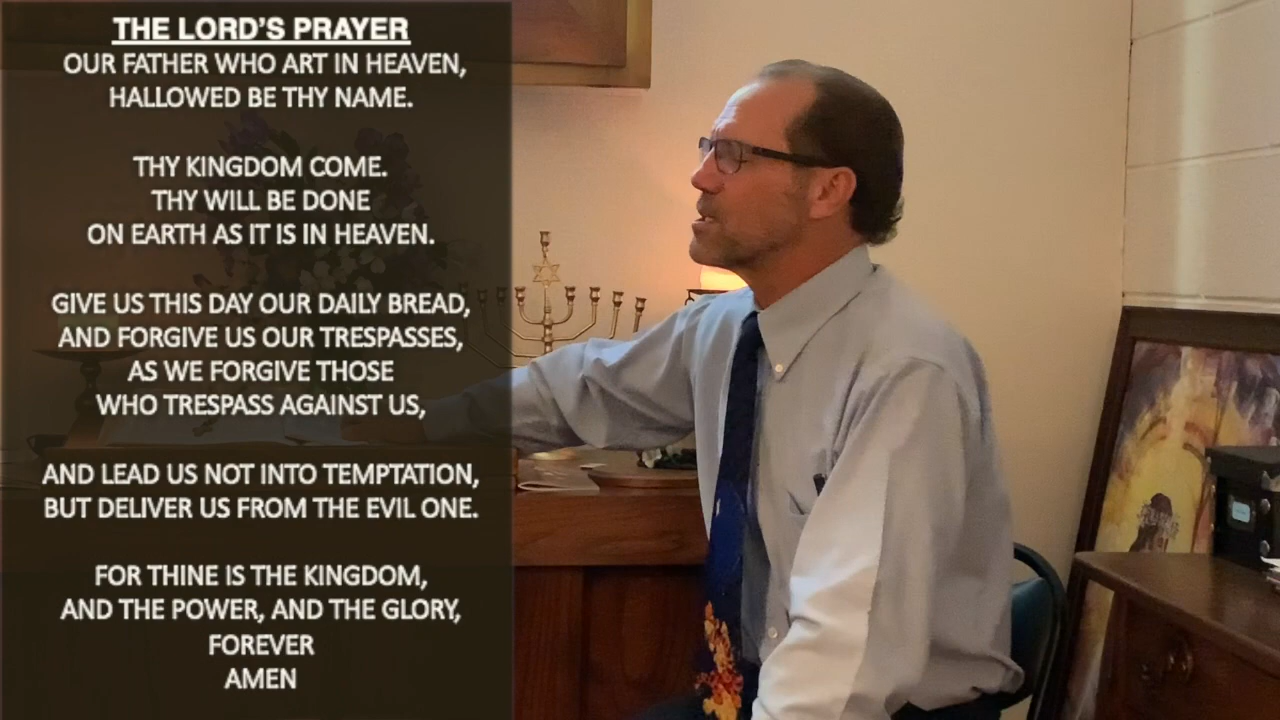 THE LORD'S PRAYER
OUR FATHER WHO ART IN HEAVEN,
HALLOWED BE THY NAME.
THY KINGDOM COME.
THY WILL BE DONE
ON EARTH AS IT IS IN HEAVEN.
GIVE US THIS DAY OUR DAILY BREAD,
AND FORGIVE US OUR TRESPASSES,
AS WE FORGIVE THOSE
WHO TRESPASS AGAINST US,
AND LEAD US NOT INTO TEMPTATION,
BUT DELIVER US FROM THE EVIL ONE.
FOR THINE IS THE KINGDOM,
AND THE POWER, AND THE GLORY,
FOREVER
AMEN